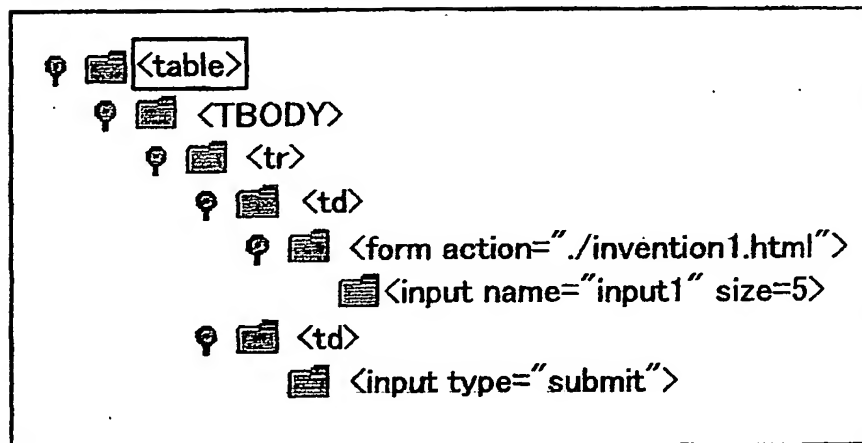 <table>
<TBODY>
<tr>
<td>
<form action="./invention1.html">
<input name="input1" size=5>
<td>
<input type="submit">